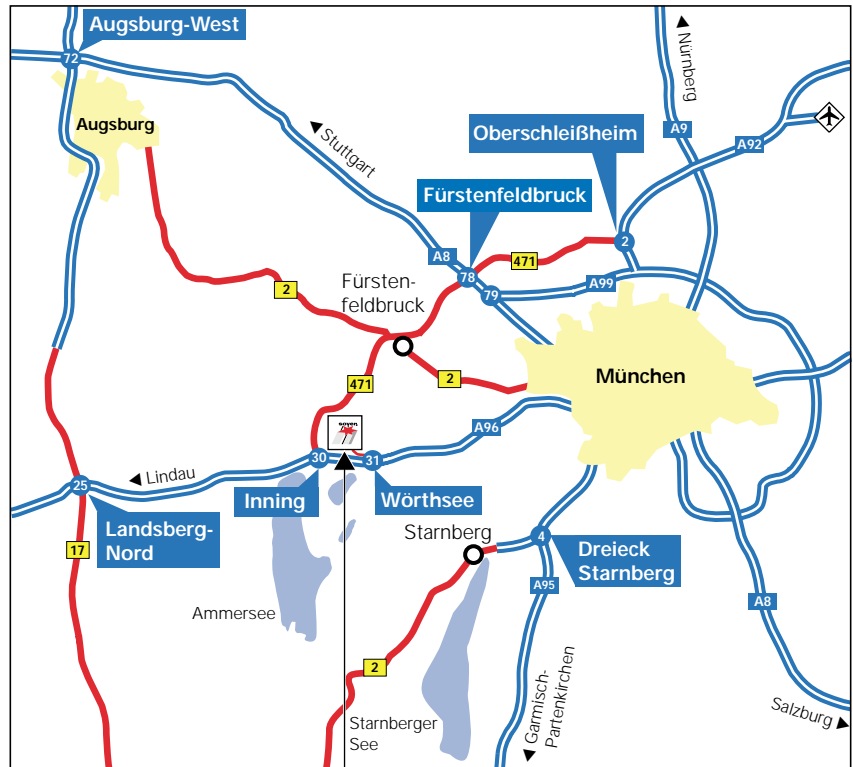 Augsburg-West
72
Augsburg
◄ Stuttgart
◄ Nürnberg
Oberschleißheim
A9
A92
Fürstenfeldbruck
2
A8
471
78
79
A99
2
Fürsten-
feldbruck
471
2
München
A96
30
31
◄ Lindau
25
Inning
Wörthsee
Landsberg-
Nord
17
Starnberg
4
Dreieck
Starnberg
A95
A8
Ammersee
2
Starnberger
See
◄ Garmisch-
Partenkirchen
Salzburg ►